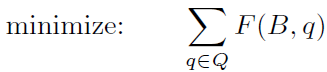 minimize: ∑ F(B, q)
q∈Q